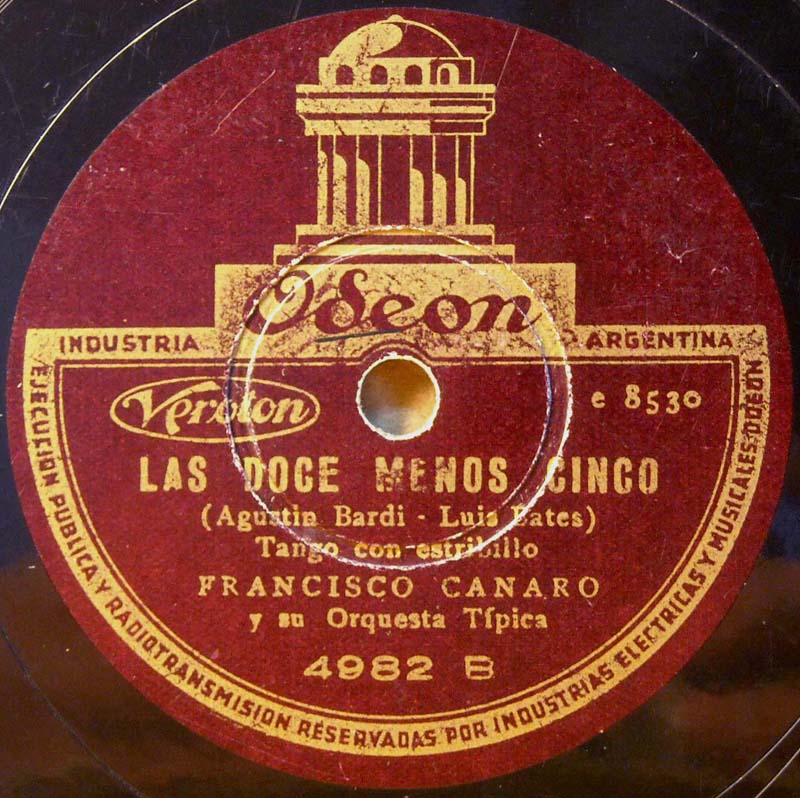 Odeon
INDUSTRIA ARGENTINA
Veroton
e 8530
LAS DOCE MENOS CINCO
(Agustin Bardi - Luis Bates)
Tango con estribillo
FRANCISCO CANARO
y su Orquesta Típica
4982 B
EJECUCION PUBLICA Y RADIOTRANSMISION RESERVADAS POR INDUSTRIAS ELECTRICAS Y MUSICALES ODEON